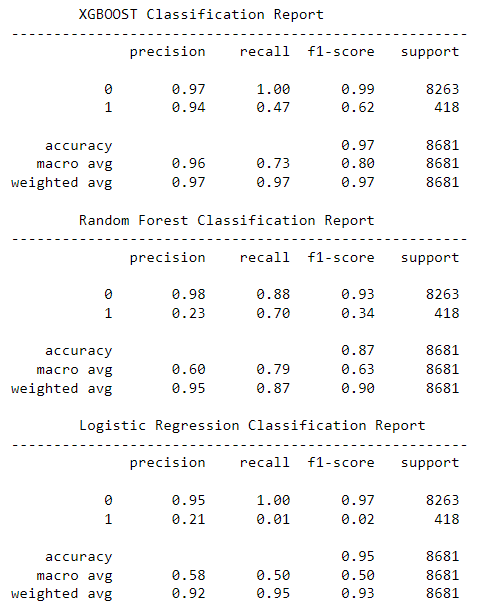 XGBOOST Classification Report
------------------------------------------------------
precision recall f1-score support
0 0.97 1.00 0.99 8263
1 0.94 0.47 0.62 418
accuracy 0.97 8681
macro avg 0.96 0.73 0.80 8681
weighted avg 0.97 0.97 0.97 8681
Random Forest Classification Report
------------------------------------------------------
precision recall f1-score support
0 0.98 0.88 0.93 8263
1 0.23 0.70 0.34 418
accuracy 0.87 8681
macro avg 0.60 0.79 0.63 8681
weighted avg 0.95 0.87 0.90 8681
Logistic Regression Classification Report
------------------------------------------------------
precision recall f1-score support
0 0.95 1.00 0.97 8263
1 0.21 0.01 0.02 418
accuracy 0.95 8681
macro avg 0.58 0.50 0.50 8681
weighted avg 0.92 0.95 0.93 8681